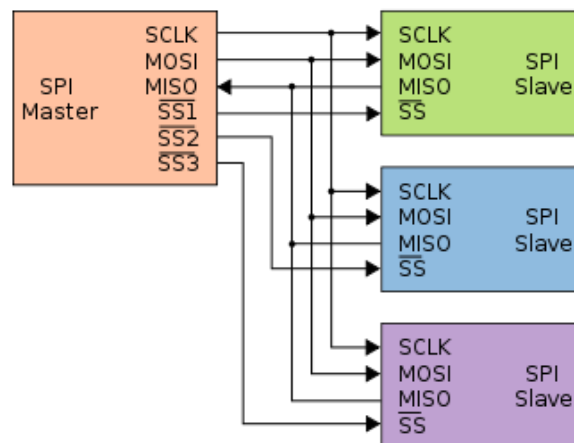 SCLK
MOSI
MISO
SS1
SS2
SS3
SPI
Master
SCLK
MOSI
MISO
SS
SPI
Slave
SCLK
MOSI
MISO
SS
SPI
Slave
SCLK
MOSI
MISO
SS
SPI
Slave